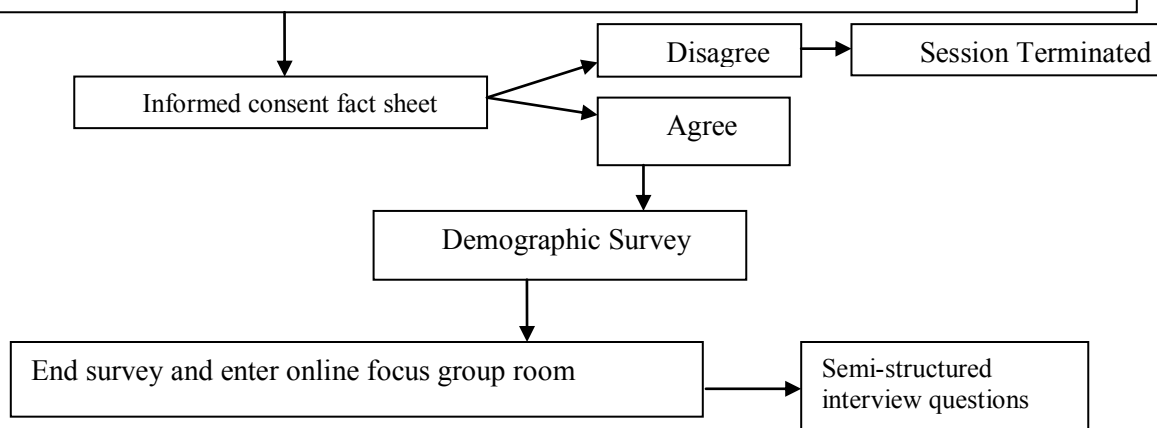 Disagree
Session Terminated
Informed consent fact sheet
Agree
Demographic Survey
End survey and enter online focus group room
Semi-structured
interview questions